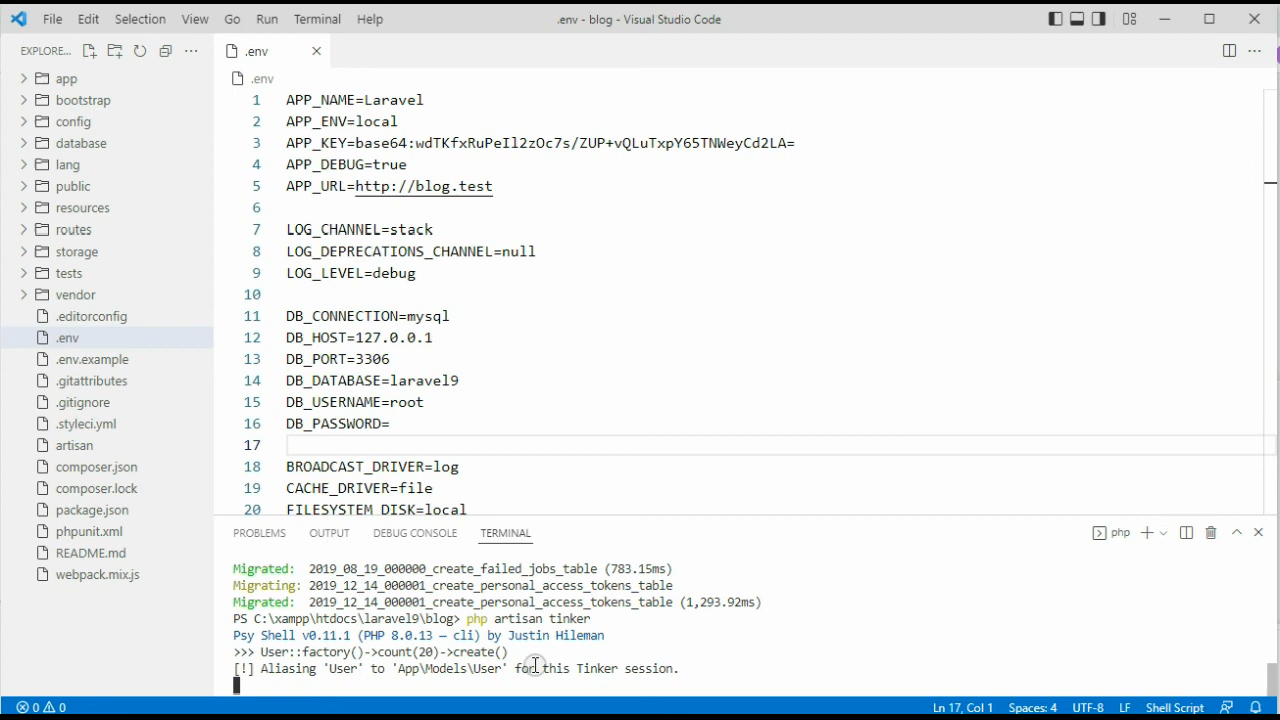 File Edit Selection View Go Run Terminal Help .env - blog - Visual Studio Code
EXPLORE... ... .env
app
bootstrap
config
database
lang
public
resources
routes
storage
tests
vendor
.editorconfig
.env
.env.example
.gitattributes
.gitignore
.styleci.yml
artisan
composer.json
composer.lock
package.json
phpunit.xml
README.md
webpack.mix.js
.env
1 APP_NAME=Laravel
2 APP_ENV=local
3 APP_KEY=base64:wdTKfxRuPeIl2zOc7s/ZUP+vQLuTxpY65TNWeyCd2LA=
4 APP_DEBUG=true
5 APP_URL=http://blog.test
6
7 LOG_CHANNEL=stack
8 LOG_DEPRECATIONS_CHANNEL=null
9 LOG_LEVEL=debug
10
11 DB_CONNECTION=mysql
12 DB_HOST=127.0.0.1
13 DB_PORT=3306
14 DB_DATABASE=laravel9
15 DB_USERNAME=root
16 DB_PASSWORD=
17
18 BROADCAST_DRIVER=log
19 CACHE_DRIVER=file
20 FILESYSTEM_DISK=local
PROBLEMS OUTPUT DEBUG CONSOLE TERMINAL php
Migrated: 2019_08_19_000000_create_failed_jobs_table (783.15ms)
Migrating: 2019_12_14_000001_create_personal_access_tokens_table
Migrated: 2019_12_14_000001_create_personal_access_tokens_table (1,293.92ms)
PS C:\xampp\htdocs\laravel9\blog> php artisan tinker
Psy Shell v0.11.1 (PHP 8.0.13 — cli) by Justin Hileman
>>> User::factory()->count(20)->create()
[!] Aliasing 'User' to 'App\Models\User' for this Tinker session.
0 0 Ln 17, Col 1 Spaces: 4 UTF-8 LF Shell Script